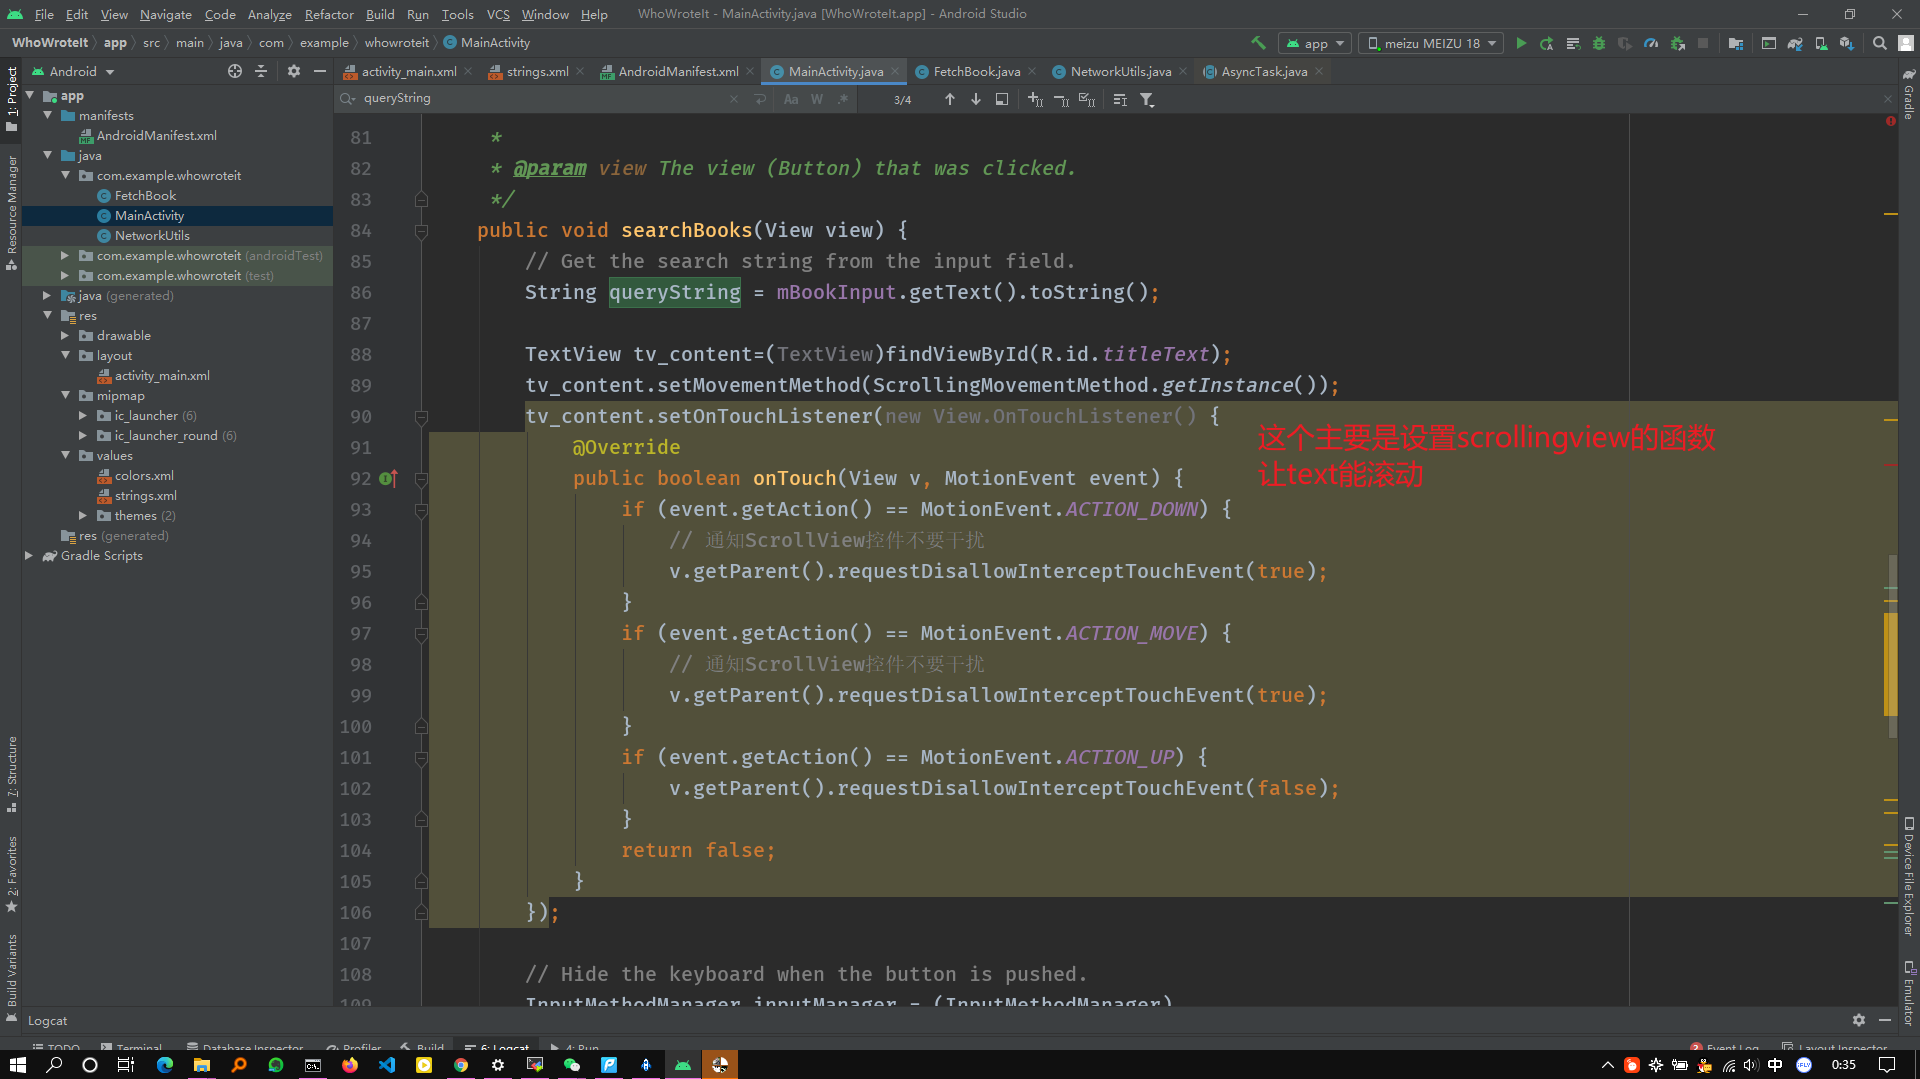 File Edit View Navigate Code Analyze Refactor Build Run Tools VCS Window Help WhoWroteIt - MainActivity.java [WhoWroteIt.app] - Android Studio
WhoWroteIt app src main java com example whowroteit MainActivity app meizu MEIZU 18
Android activity_main.xml strings.xml AndroidManifest.xml MainActivity.java FetchBook.java NetworkUtils.java AsyncTask.java
queryString Aa W .* 3/4
app
manifests
AndroidManifest.xml
java
com.example.whowroteit
FetchBook
MainActivity
NetworkUtils
com.example.whowroteit (androidTest)
com.example.whowroteit (test)
java (generated)
res
drawable
layout
activity_main.xml
mipmap
ic_launcher (6)
ic_launcher_round (6)
values
colors.xml
strings.xml
themes (2)
res (generated)
Gradle Scripts
1: Project
Resource Manager
7: Structure
2: Favorites
Build Variants
81 *
82 * @param view The view (Button) that was clicked.
83 */
84 public void searchBooks(View view) {
85 // Get the search string from the input field.
86 String queryString = mBookInput.getText().toString();
87
88 TextView tv_content=(TextView)findViewById(R.id.titleText);
89 tv_content.setMovementMethod(ScrollingMovementMethod.getInstance());
90 tv_content.setOnTouchListener(new View.OnTouchListener() {
91 @Override
92 public boolean onTouch(View v, MotionEvent event) {
93 if (event.getAction() == MotionEvent.ACTION_DOWN) {
94 // 通知ScrollView控件不要干扰
95 v.getParent().requestDisallowInterceptTouchEvent(true);
96 }
97 if (event.getAction() == MotionEvent.ACTION_MOVE) {
98 // 通知ScrollView控件不要干扰
99 v.getParent().requestDisallowInterceptTouchEvent(true);
100 }
101 if (event.getAction() == MotionEvent.ACTION_UP) {
102 v.getParent().requestDisallowInterceptTouchEvent(false);
103 }
104 return false;
105 }
106 });
107
108 // Hide the keyboard when the button is pushed.
109 InputMethodManager inputManager = (InputMethodManager)
这个主要是设置scrollingview的函数
让text能滚动
Gradle
Device File Explorer
Emulator
Logcat
TODO Terminal Database Inspector Profiler Build 6: Logcat 4: Run 2 Event Log Layout Inspector
中 0:35